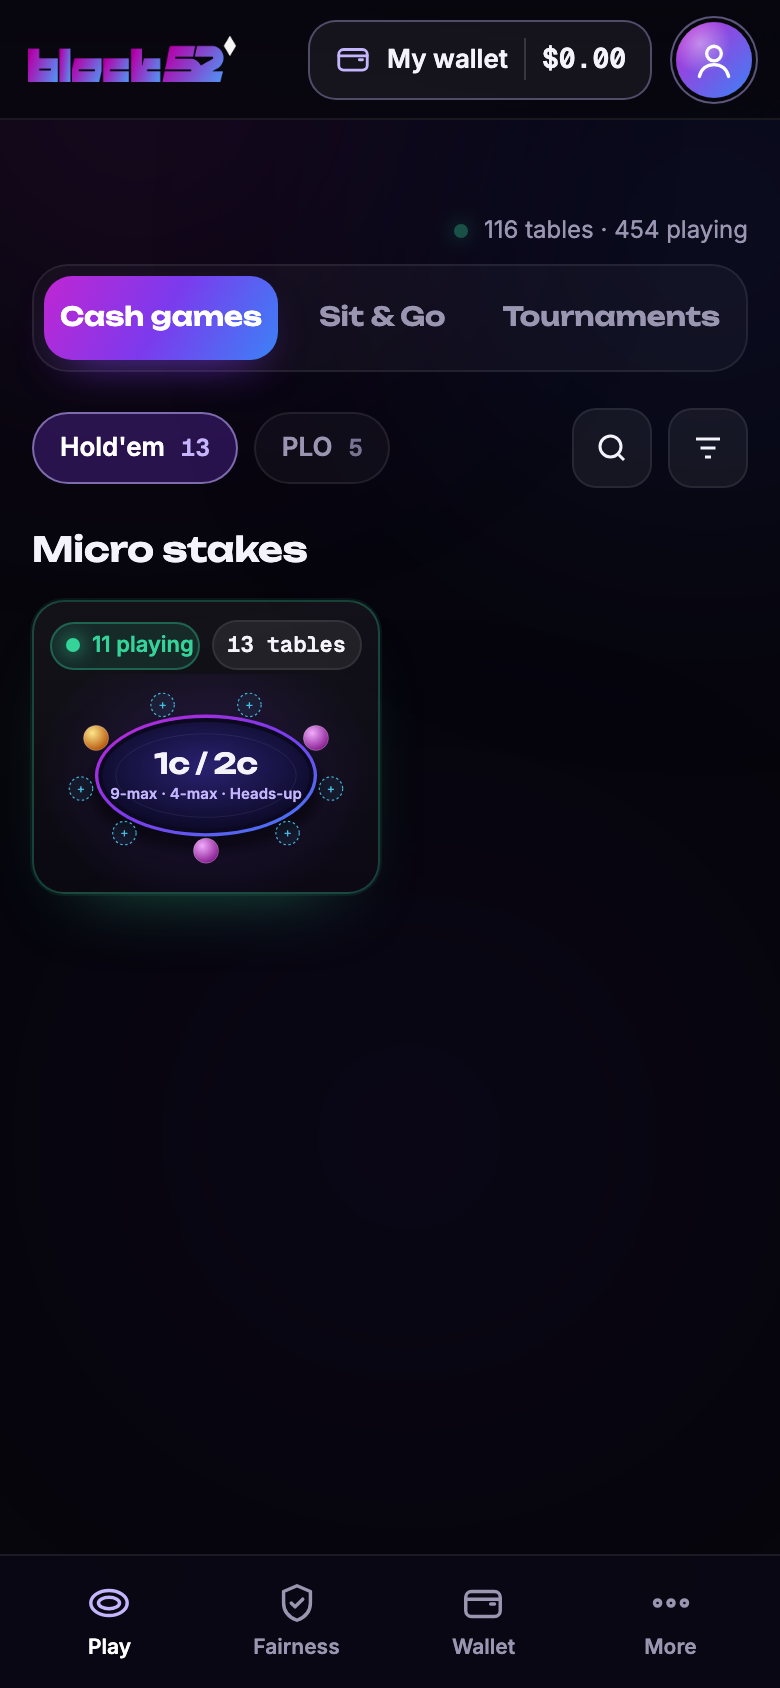 block52
My wallet $0.00
116 tables · 454 playing
Cash games Sit & Go Tournaments
Hold'em 13 PLO 5
Micro stakes
11 playing 13 tables
1c / 2c
9-max · 4-max · Heads-up
Play Fairness Wallet More